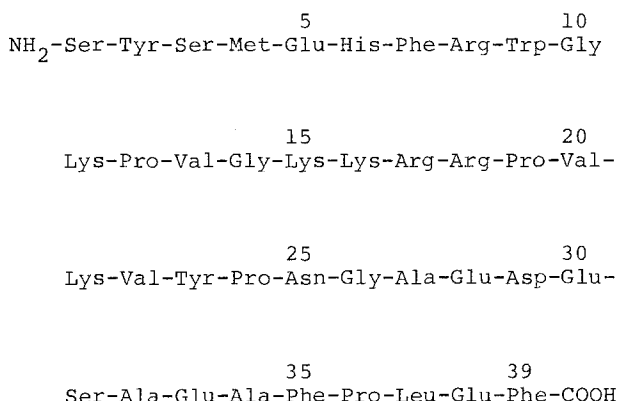 5 10
NH2-Ser-Tyr-Ser-Met-Glu-His-Phe-Arg-Trp-Gly
15 20
Lys-Pro-Val-Gly-Lys-Lys-Arg-Arg-Pro-Val-
25 30
Lys-Val-Tyr-Pro-Asn-Gly-Ala-Glu-Asp-Glu-
35 39
Ser-Ala-Glu-Ala-Phe-Pro-Leu-Glu-Phe-COOH